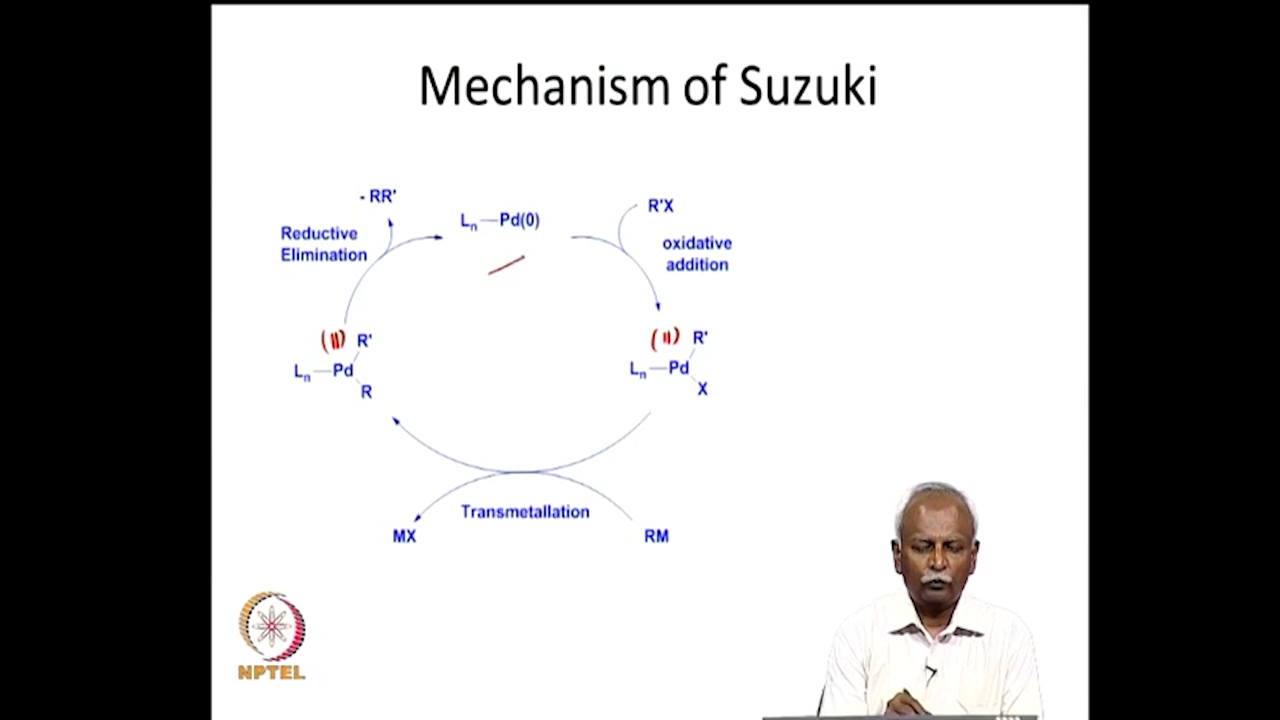 Mechanism of Suzuki
- RR'
Ln—Pd(0)
R'X
Reductive
Elimination
oxidative
addition
(II) R'
Ln—Pd
R
(II) R'
Ln—Pd
X
Transmetallation
MX
RM
NPTEL